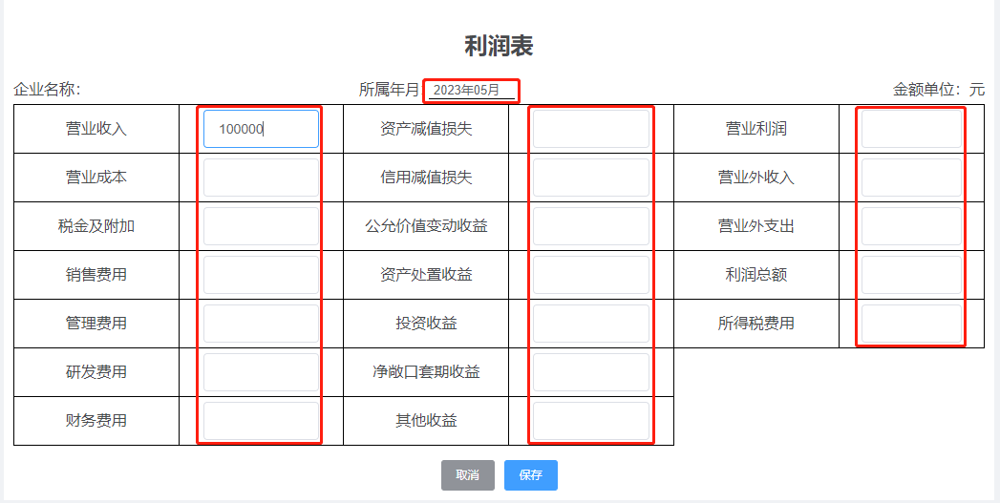 利润表
企业名称: 所属年月 2023年05月 金额单位: 元
营业收入 100000 资产减值损失 营业利润
营业成本 信用减值损失 营业外收入
税金及附加 公允价值变动收益 营业外支出
销售费用 资产处置收益 利润总额
管理费用 投资收益 所得税费用
研发费用 净敞口套期收益
财务费用 其他收益
取消 保存